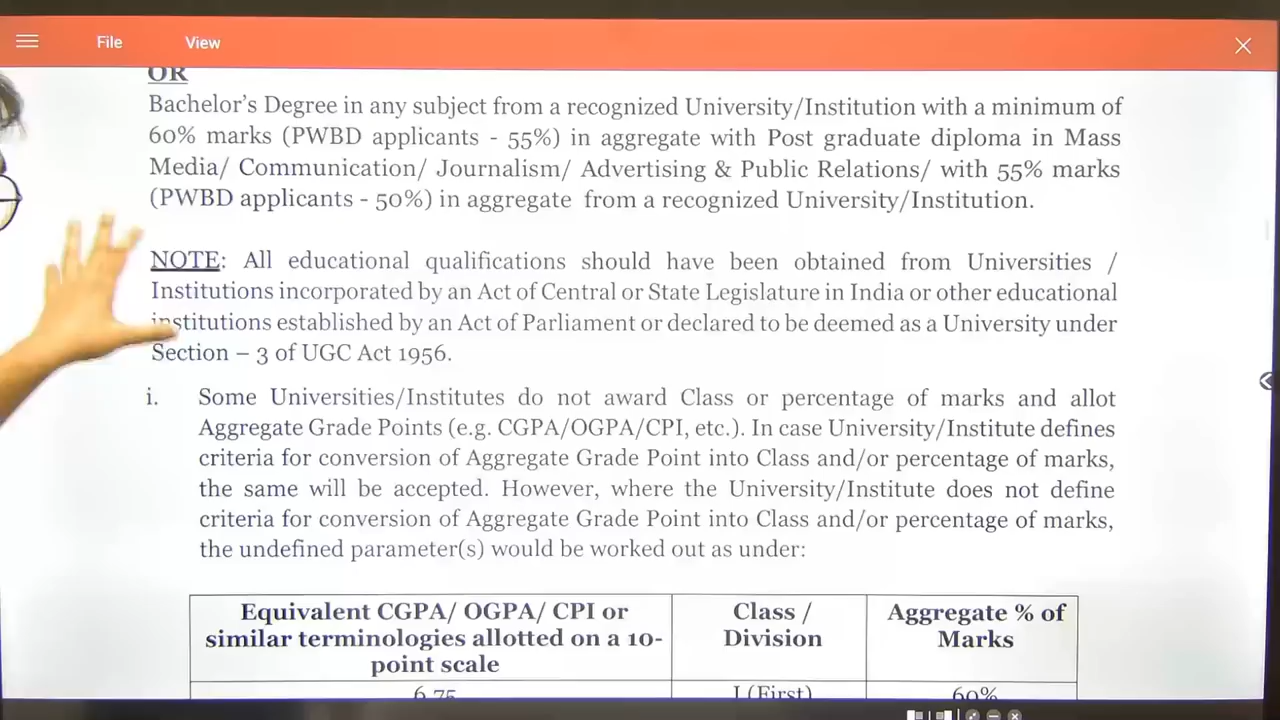 File View
OR
Bachelor's Degree in any subject from a recognized University/Institution with a minimum of
60% marks (PWBD applicants - 55%) in aggregate with Post graduate diploma in Mass
Media/ Communication/ Journalism/ Advertising & Public Relations/ with 55% marks
(PWBD applicants - 50%) in aggregate from a recognized University/Institution.
NOTE: All educational qualifications should have been obtained from Universities /
Institutions incorporated by an Act of Central or State Legislature in India or other educational
institutions established by an Act of Parliament or declared to be deemed as a University under
Section – 3 of UGC Act 1956.
i. Some Universities/Institutes do not award Class or percentage of marks and allot
Aggregate Grade Points (e.g. CGPA/OGPA/CPI, etc.). In case University/Institute defines
criteria for conversion of Aggregate Grade Point into Class and/or percentage of marks,
the same will be accepted. However, where the University/Institute does not define
criteria for conversion of Aggregate Grade Point into Class and/or percentage of marks,
the undefined parameter(s) would be worked out as under:
Equivalent CGPA/ OGPA/ CPI or
similar terminologies allotted on a 10-
point scale
Class /
Division
Aggregate % of
Marks
6.75 I (First) 60%